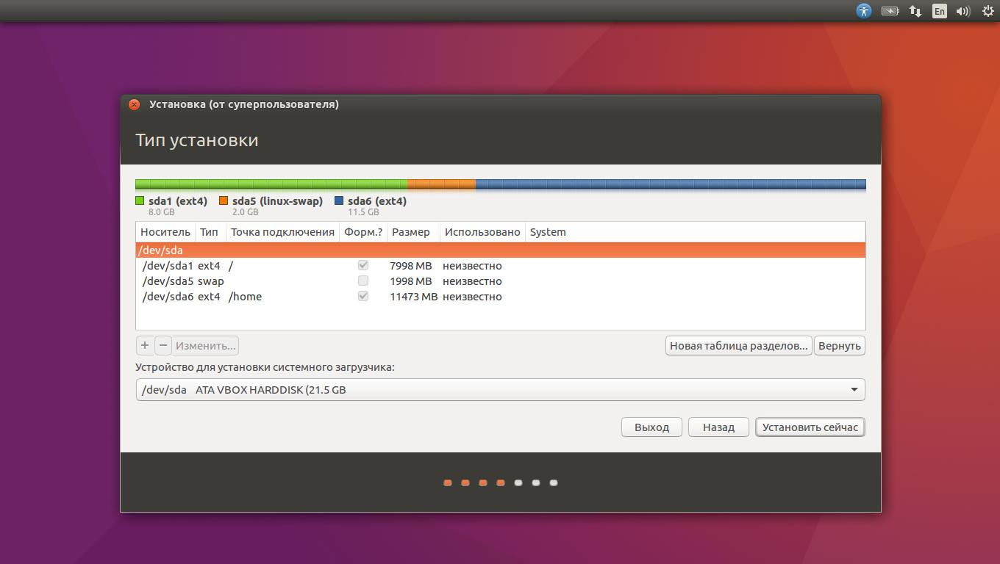 En
Установка (от суперпользователя)
Тип установки
sda1 (ext4) sda5 (linux-swap) sda6 (ext4)
8.0 GB 2.0 GB 11.5 GB
Носитель Тип Точка подключения Форм.? Размер Использовано System
/dev/sda
/dev/sda1 ext4 / 7998 MB неизвестно
/dev/sda5 swap 1998 MB неизвестно
/dev/sda6 ext4 /home 11473 MB неизвестно
+ − Изменить... Новая таблица разделов... Вернуть
Устройство для установки системного загрузчика:
/dev/sda ATA VBOX HARDDISK (21.5 GB
Выход Назад Установить сейчас